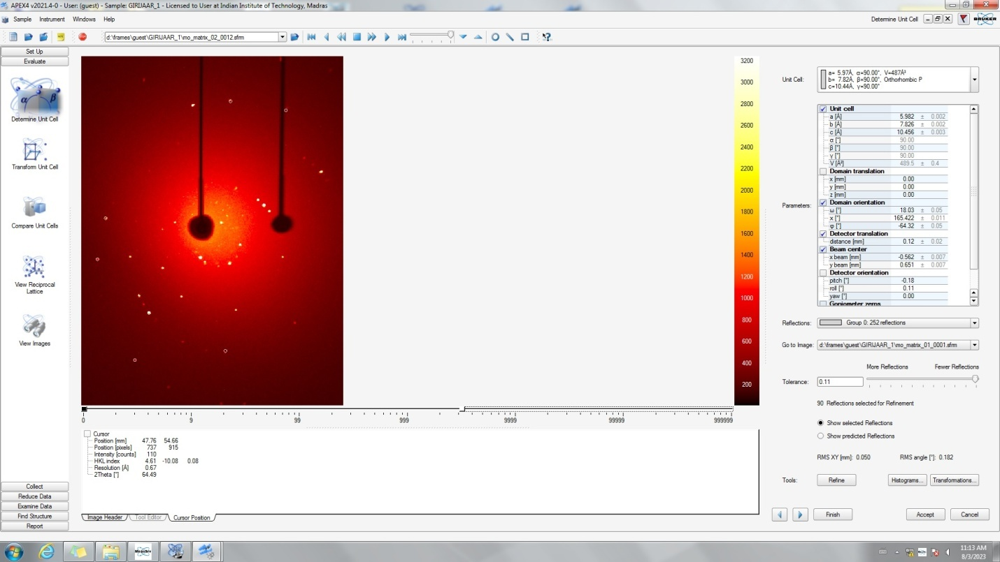 APEX4 v2021.4-0 - User: (guest) - Sample: GIRIJAAR_1 - Licensed to User at Indian Institute of Technology, Madras
Sample Instrument Windows Help
Determine Unit Cell
BRUKER
d:\frames\guest\GIRIJAAR_1\mo_matrix_02_0012.sfrm
Set Up
Evaluate
α β
Determine Unit Cell
Transform Unit Cell
Compare Unit Cells
View Reciprocal
Lattice
View Images
Collect
Reduce Data
Examine Data
Find Structure
Report
3200
3000
2800
2600
2400
2200
2000
1800
1600
1400
1200
1000
800
600
400
200
0 9 99 999 9999 99999 999999
Cursor
Position [mm] 47.76 54.66
Position [pixels] 737 915
Intensity [counts] 110
HKL index 4.61 -10.08 0.08
Resolution [Å] 0.67
2Theta [°] 64.49
Image Header Tool Editor Cursor Position
Unit Cell:
a= 5.97Å, α=90.00°, V=487Å³
b= 7.82Å, β=90.00°, Orthorhombic P
c=10.44Å, γ=90.00°
Parameters:
Unit cell
a [Å] 5.982 ± 0.002
b [Å] 7.826 ± 0.002
c [Å] 10.456 ± 0.003
α [°] 90.00
β [°] 90.00
γ [°] 90.00
V [Å³] 489.5 ± 0.4
Domain translation
x [mm] 0.00
y [mm] 0.00
z [mm] 0.00
Domain orientation
ω [°] 18.03 ± 0.05
χ [°] 165.422 ± 0.011
φ [°] -64.32 ± 0.05
Detector translation
distance [mm] 0.12 ± 0.02
Beam center
x beam [mm] -0.562 ± 0.007
y beam [mm] 0.651 ± 0.007
Detector orientation
pitch [°] -0.18
roll [°] 0.11
yaw [°] 0.00
Goniometer zeros
Reflections: Group 0: 252 reflections
Go to Image: d:\frames\guest\GIRIJAAR_1\mo_matrix_01_0001.sfrm
More Reflections Fewer Reflections
Tolerance: 0.11
90 Reflections selected for Refinement
Show selected Reflections
Show predicted Reflections
RMS XY [mm]: 0.050 RMS angle [°]: 0.182
Tools: Refine Histograms... Transformations...
Finish Accept Cancel
MeasSrv
11:13 AM
8/3/2023